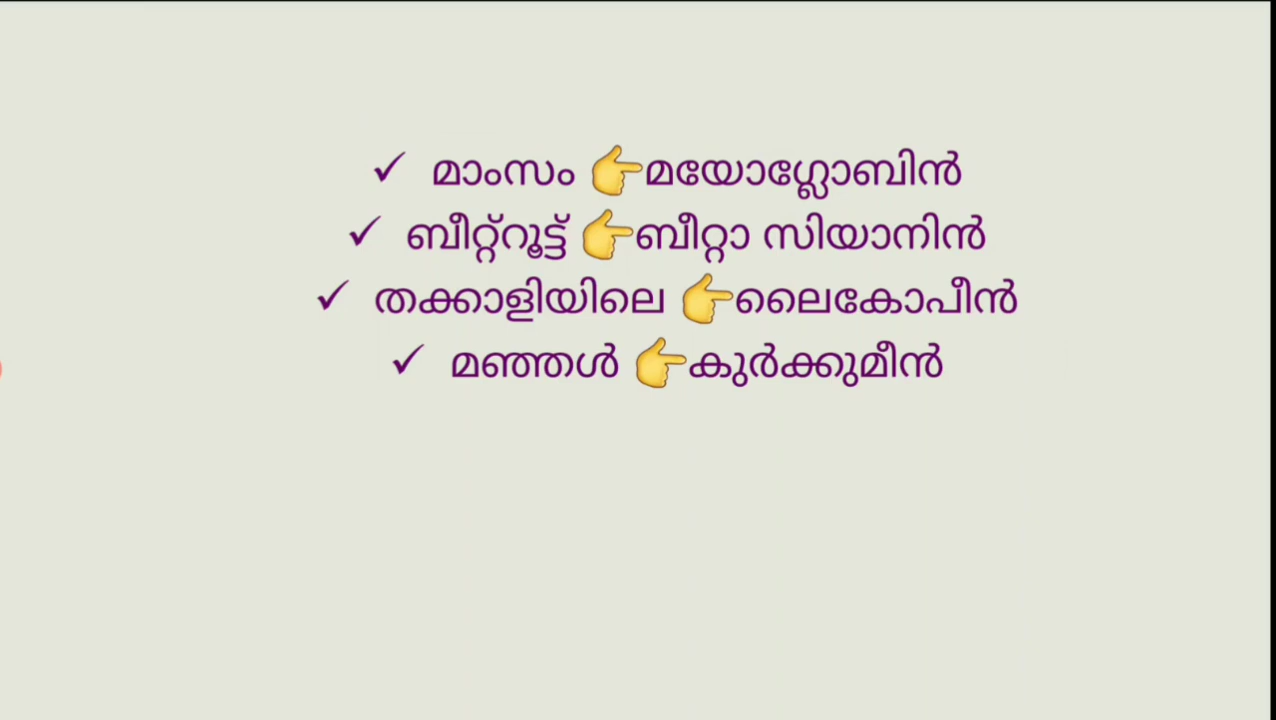 ✓ മാംസം 👉മയോഗ്ലോബിൻ
✓ ബീറ്റ്റൂട്ട് 👉ബീറ്റാ സിയാനിൻ
✓ തക്കാളിയിലെ 👉ലൈകോപീൻ
✓ മഞ്ഞൾ 👉കുർക്കുമീൻ